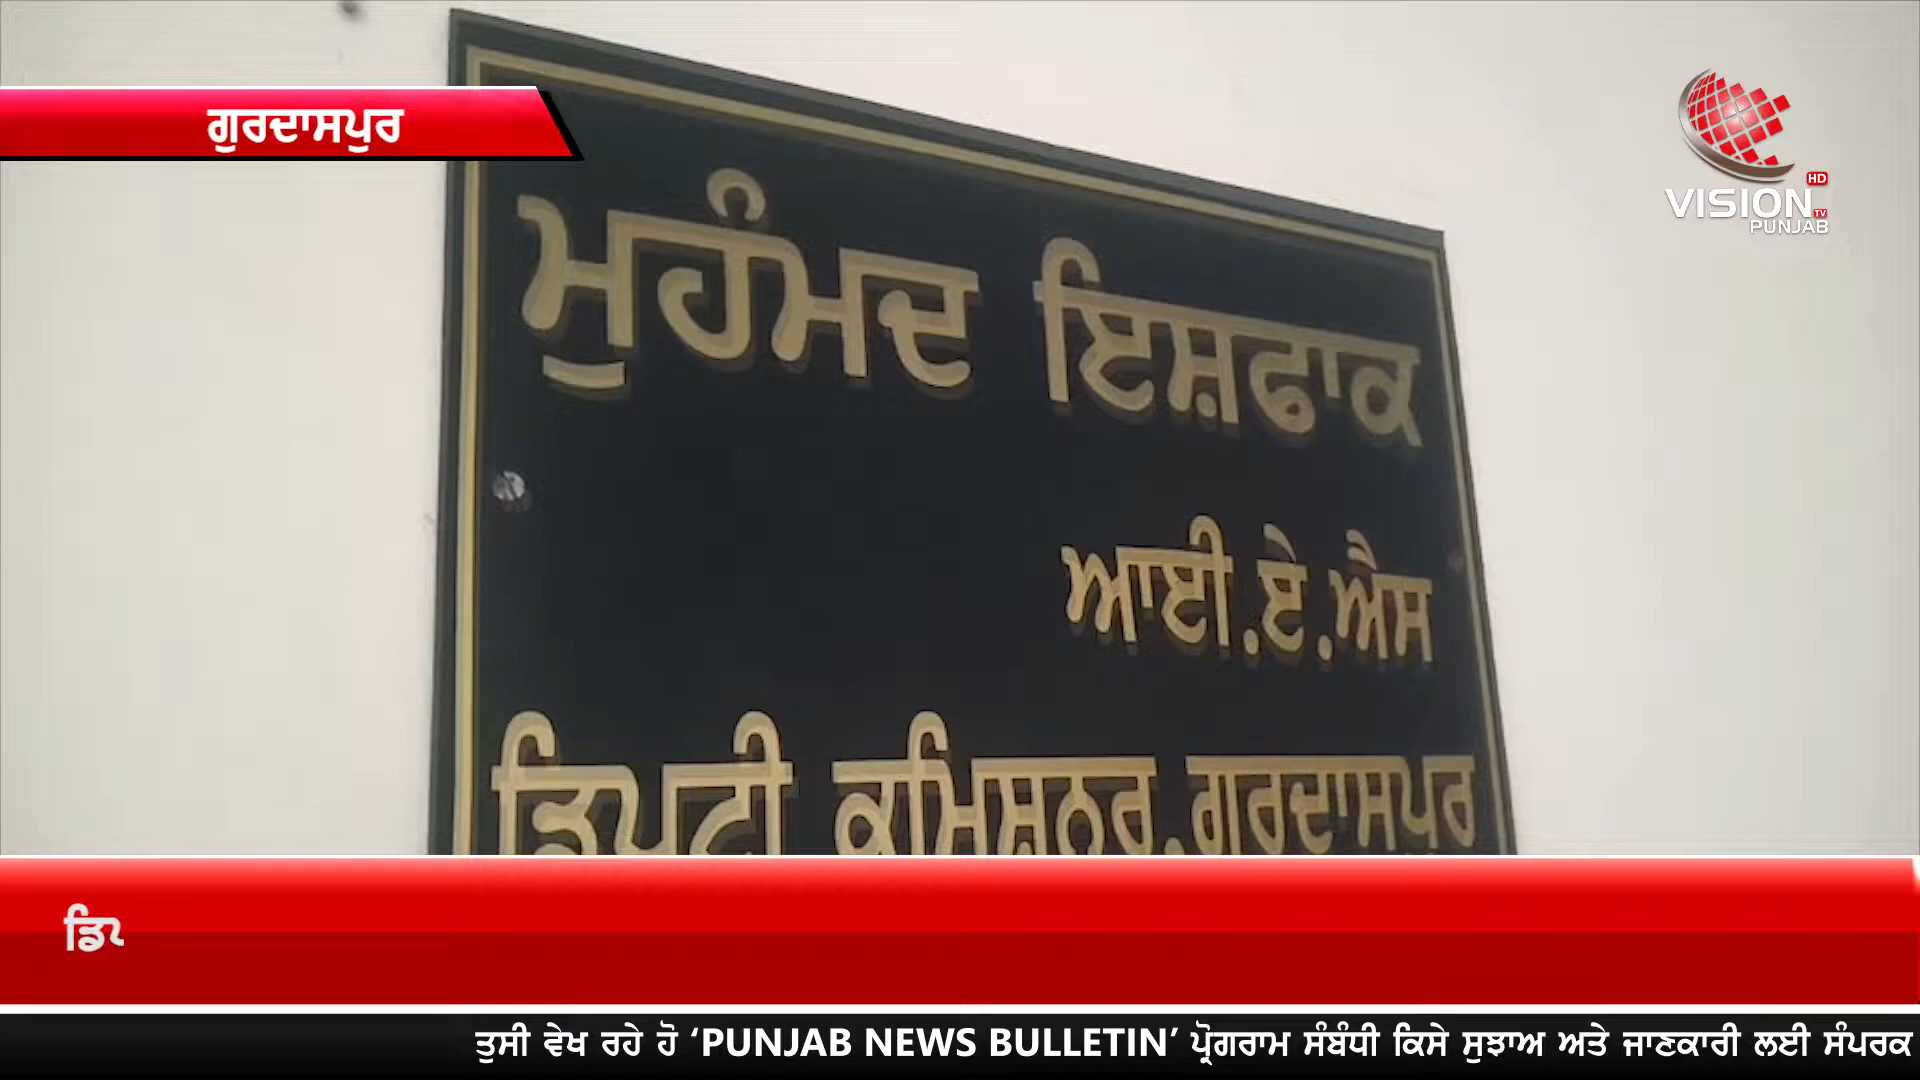 ਗੁਰਦਾਸਪੁਰ
HD
VISION TV
PUNJAB
ਮੁਹੰਮਦ ਇਸ਼ਫਾਕ
ਆਈ.ਏ.ਐਸ
ਡਿਪਟੀ ਕਮਿਸ਼ਨਰ.ਗੁਰਦਾਸਪੁਰ
ਤੁਸੀ ਵੇਖ ਰਹੇ ਹੋ ‘PUNJAB NEWS BULLETIN’ ਪ੍ਰੋਗਰਾਮ ਸੰਬੰਧੀ ਕਿਸੇ ਸੁਝਾਅ ਅਤੇ ਜਾਣਕਾਰੀ ਲਈ ਸੰਪਰਕ